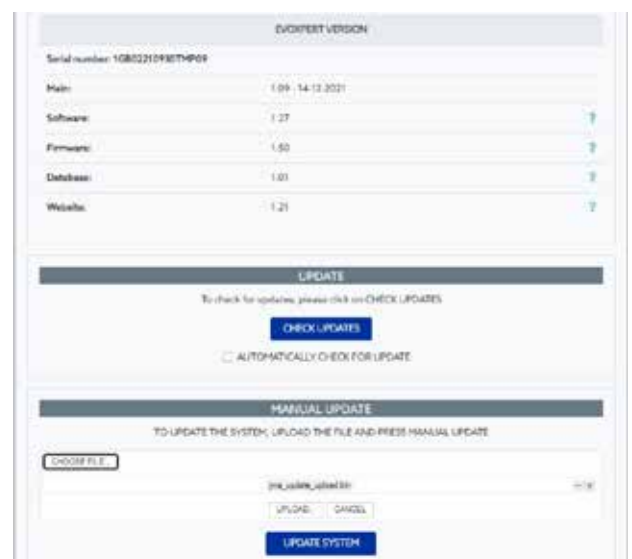 EVOXPERT VERSION
Serial number:
Main: 1.09 - 14-12-2021
Software: 1.27 ?
Firmware: 1.50 ?
Database: 1.01 ?
Website: 1.21 ?
UPDATE
To check for updates, please click on CHECK UPDATES
CHECK UPDATES
AUTOMATICALLY CHECK FOR UPDATE
MANUAL UPDATE
TO UPDATE THE SYSTEM, UPLOAD THE FILE AND PRESS MANUAL UPDATE
CHOOSE FILE...
UPLOAD CANCEL
UPDATE SYSTEM